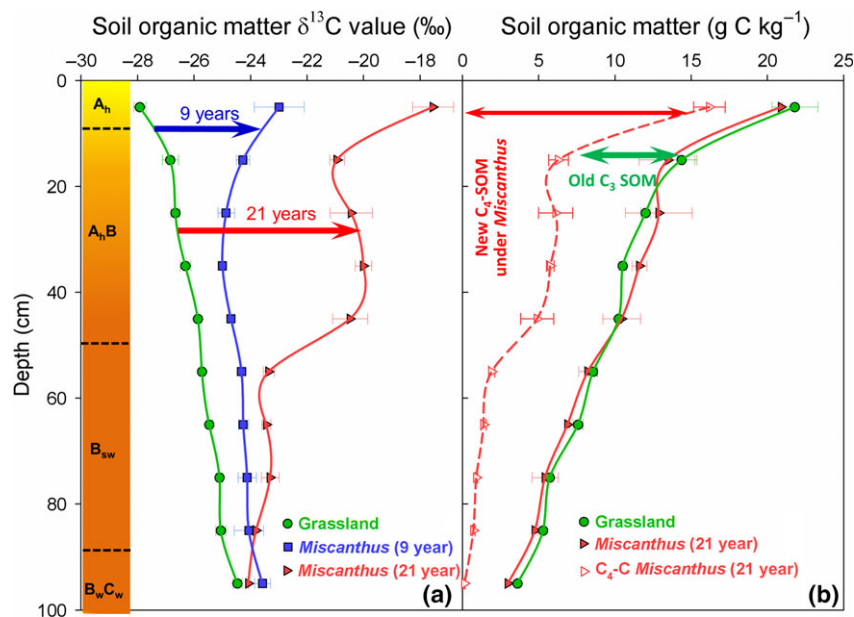 Soil organic matter δ¹³C value (‰)
Soil organic matter (g C kg⁻¹)
−30 −28 −26 −24 −22 −20 −18 −16
0 5 10 15 20 25
0
20
40
60
80
100
Depth (cm)
Aₕ
AₕB
Bₛw
BwCw
9 years
21 years
New C₄-SOM
under Miscanthus
Old C₃ SOM
Grassland
Miscanthus (9 year)
Miscanthus (21 year)
(a)
Grassland
Miscanthus (21 year)
C₄-C Miscanthus (21 year)
(b)